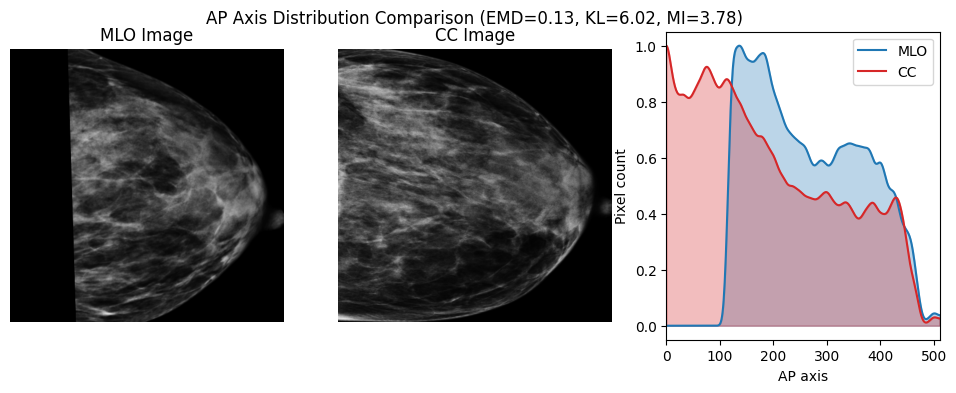 AP Axis Distribution Comparison (EMD=0.13, KL=6.02, MI=3.78)
MLO Image
CC Image
MLO
CC
Pixel count
1.0
0.8
0.6
0.4
0.2
0.0
0 100 200 300 400 500
AP axis